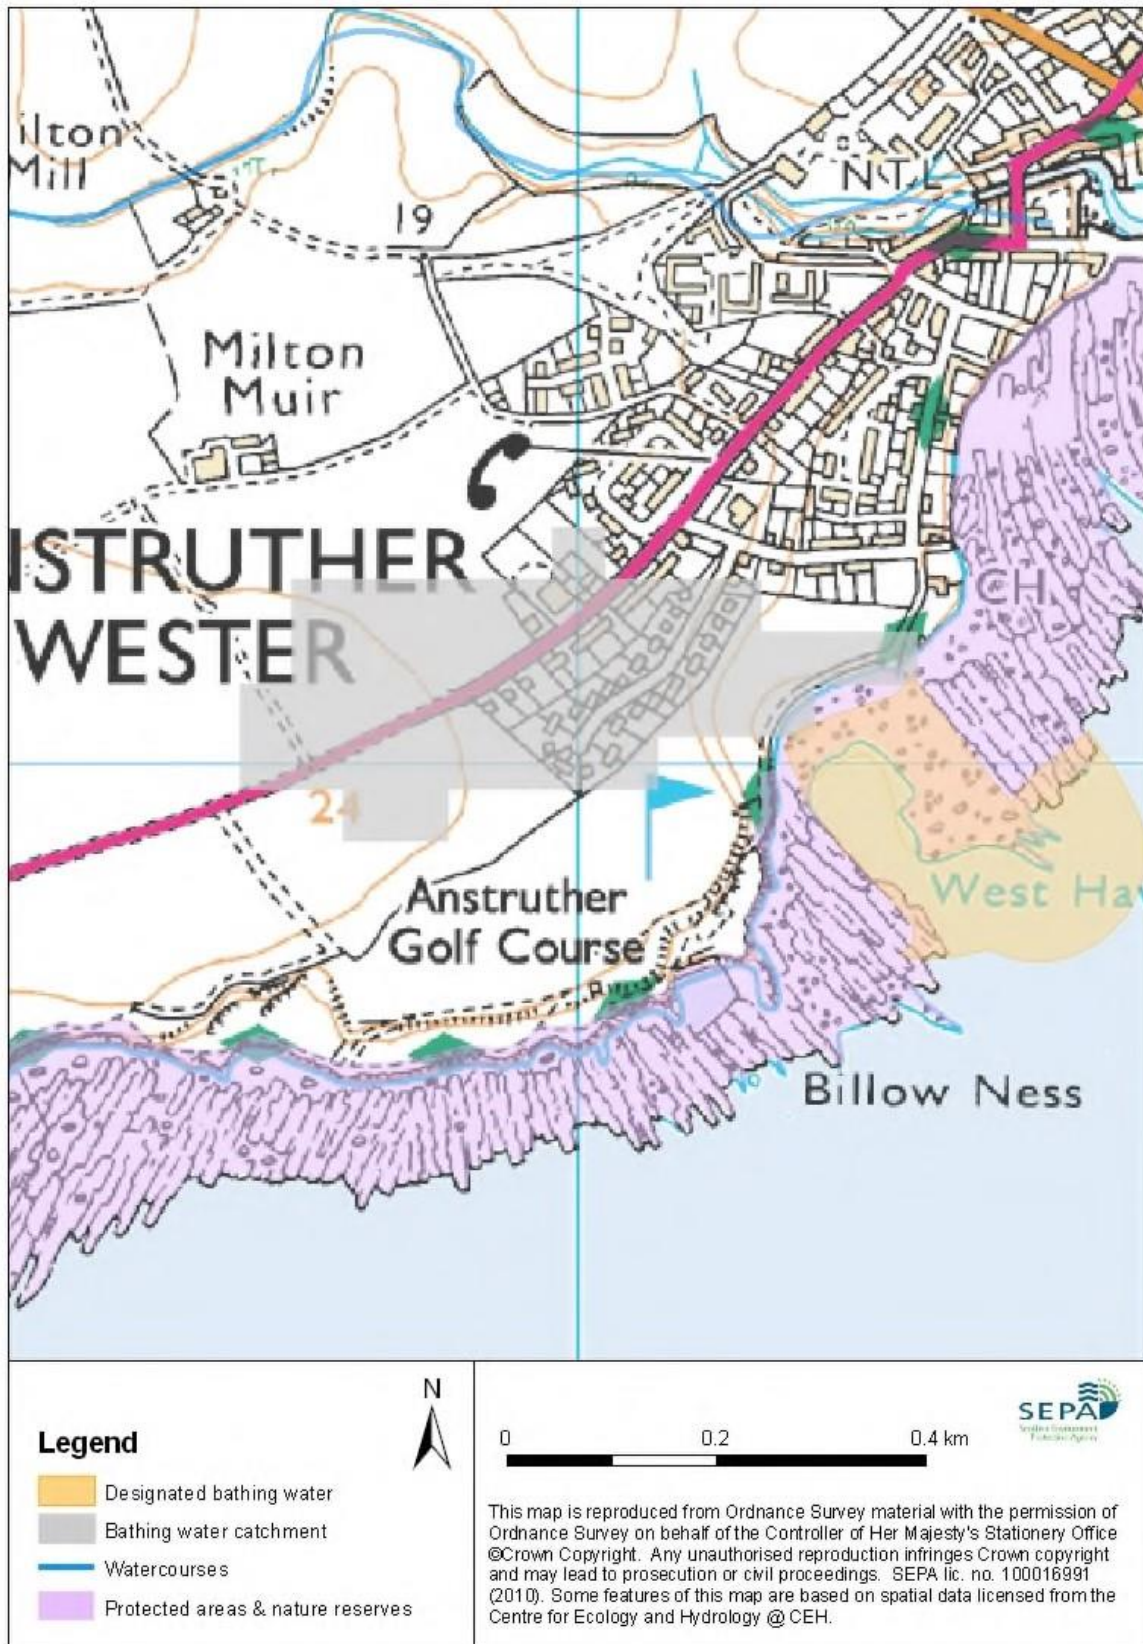 ilton
Mill
19
N.T.L
Milton
Muir
NSTRUTHER
WESTER
CH
24
West Ha
Anstruther
Golf Course
Billow Ness
Legend
N
Designated bathing water
Bathing water catchment
Watercourses
Protected areas & nature reserves
0 0.2 0.4 km
SEPA
Scottish Environment
Protection Agency
This map is reproduced from Ordnance Survey material with the permission of
Ordnance Survey on behalf of the Controller of Her Majesty's Stationery Office
©Crown Copyright. Any unauthorised reproduction infringes Crown copyright
and may lead to prosecution or civil proceedings. SEPA lic. no. 100016991
(2010). Some features of this map are based on spatial data licensed from the
Centre for Ecology and Hydrology @ CEH.